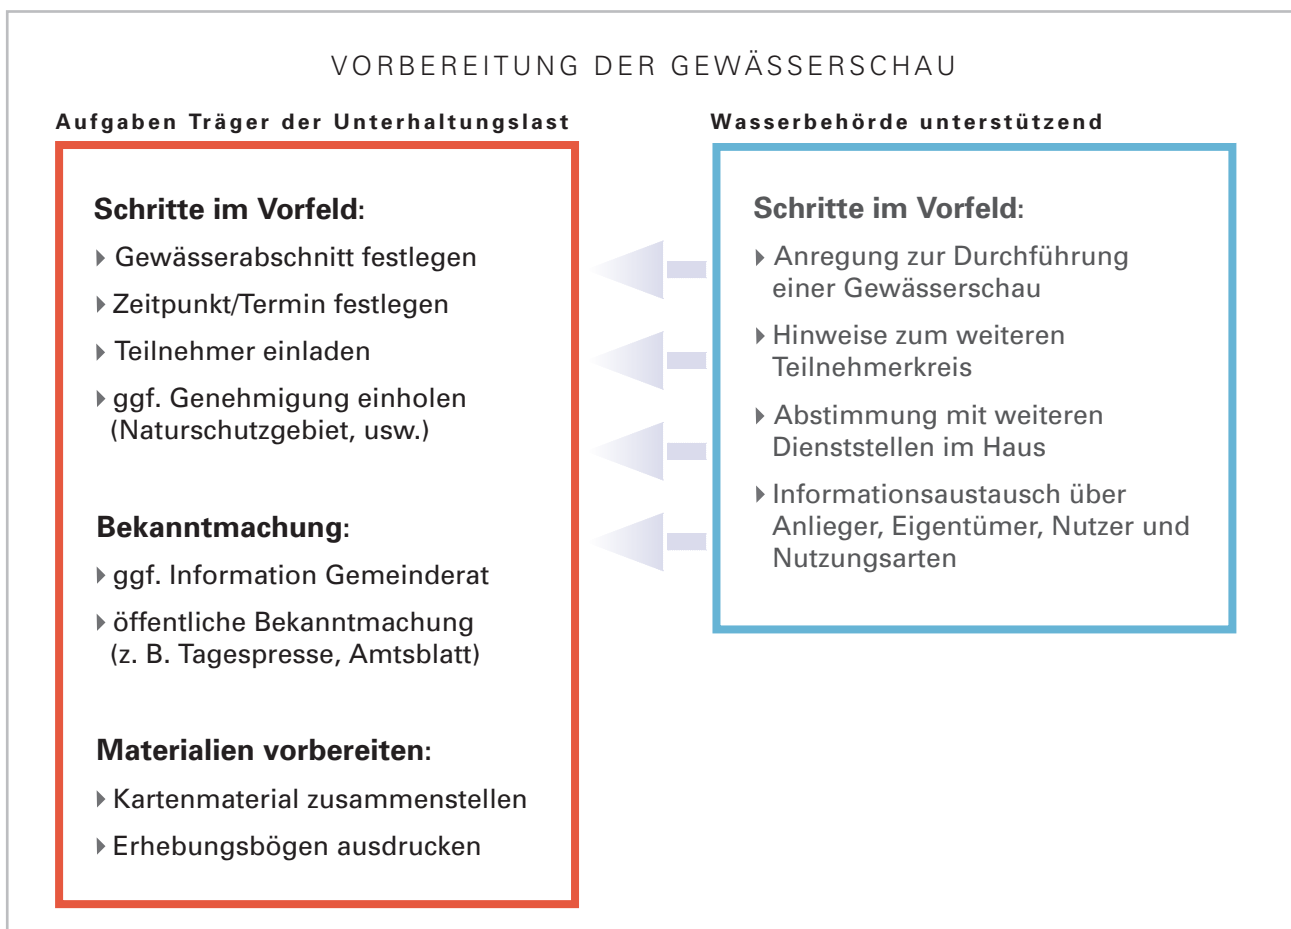 VORBEREITUNG DER GEWÄSSERSCHAU
Aufgaben Träger der Unterhaltungslast
Schritte im Vorfeld:
Gewässerabschnitt festlegen
Zeitpunkt/Termin festlegen
Teilnehmer einladen
ggf. Genehmigung einholen
(Naturschutzgebiet, usw.)
Bekanntmachung:
ggf. Information Gemeinderat
öffentliche Bekanntmachung
(z. B. Tagespresse, Amtsblatt)
Materialien vorbereiten:
Kartenmaterial zusammenstellen
Erhebungsbögen ausdrucken
Wasserbehörde unterstützend
Schritte im Vorfeld:
Anregung zur Durchführung
einer Gewässerschau
Hinweise zum weiteren
Teilnehmerkreis
Abstimmung mit weiteren
Dienststellen im Haus
Informationsaustausch über
Anlieger, Eigentümer, Nutzer und
Nutzungsarten